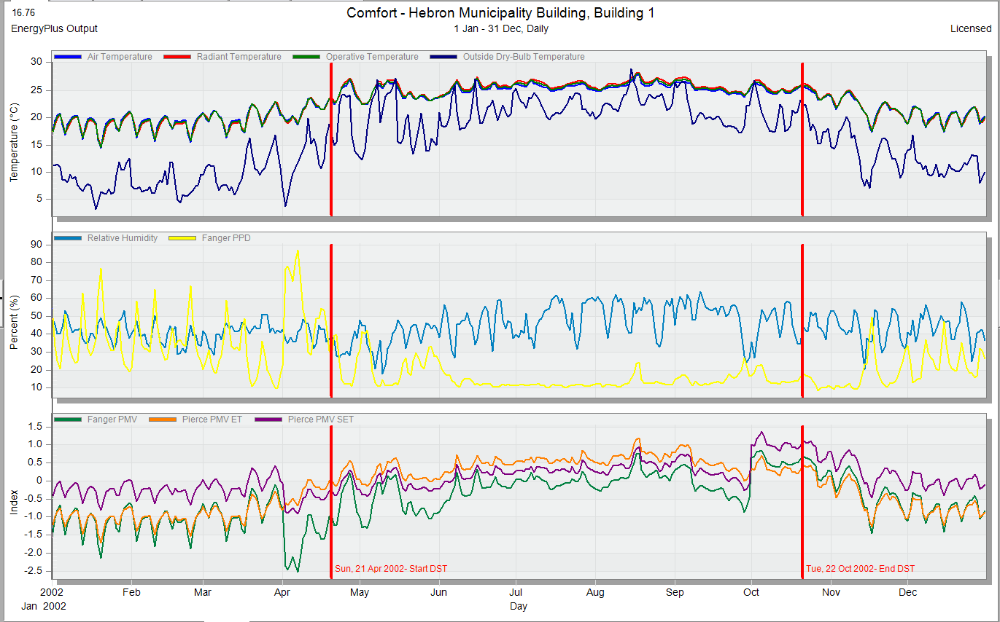 16.76
Comfort - Hebron Municipality Building, Building 1
EnergyPlus Output
1 Jan - 31 Dec, Daily
Licensed
Air Temperature
Radiant Temperature
Operative Temperature
Outside Dry-Bulb Temperature
Temperature (°C)
30
25
20
15
10
5
Relative Humidity
Fanger PPD
Percent (%)
90
80
70
60
50
40
30
20
10
Fanger PMV
Pierce PMV ET
Pierce PMV SET
Index
1.5
1.0
0.5
0
-0.5
-1.0
-1.5
-2.0
-2.5
Sun, 21 Apr 2002- Start DST
Tue, 22 Oct 2002- End DST
2002 Feb Mar Apr May Jun Jul Aug Sep Oct Nov Dec
Jan 2002
Day